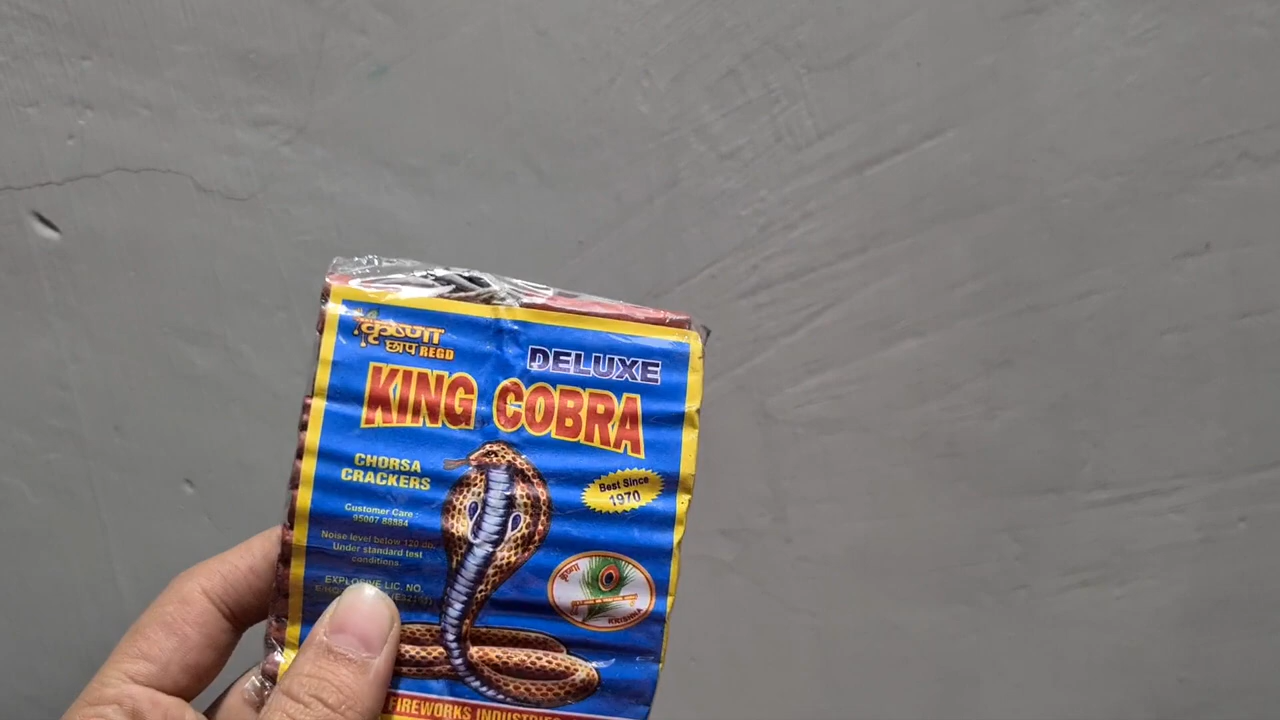 कृष्णा
छाप REGD
DELUXE
KING COBRA
CHORSA
CRACKERS
Best Since
1970
Customer Care :
95007 88884
Noise level below 120 db.
Under standard test
conditions.
EXPLOSIVE LIC. NO.
KRISHNA
FIREWORKS INDUSTRIES